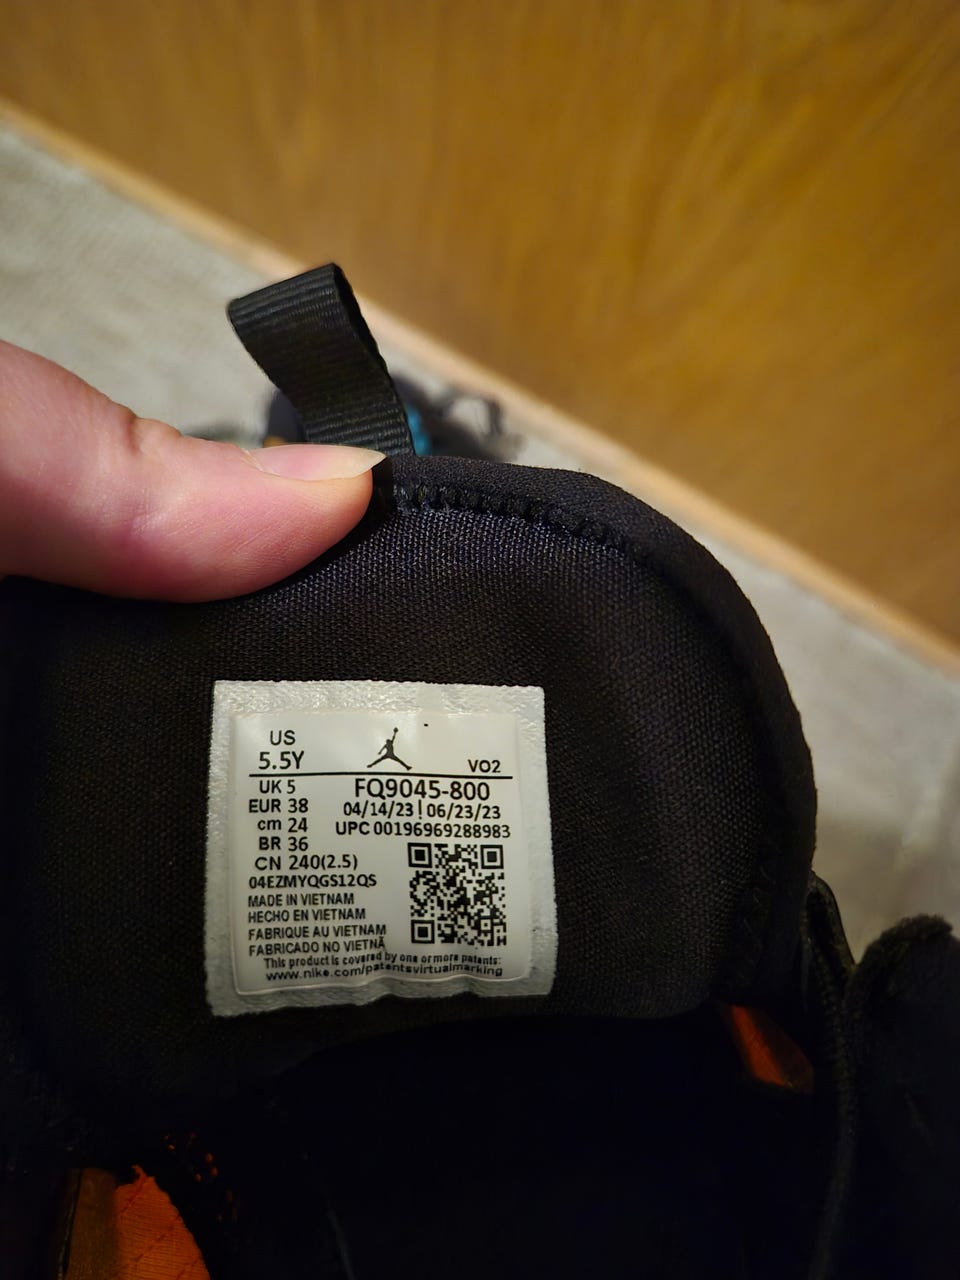 US
5.5Y
VO2
UK 5
EUR 38
cm 24
BR 36
CN 240(2.5)
FQ9045-800
04/14/23 | 06/23/23
UPC 00196969288983
04EZMYQGS12QS
MADE IN VIETNAM
HECHO EN VIETNAM
FABRIQUE AU VIETNAM
FABRICADO NO VIETNÃ
This product is covered by one or more patents:
www.nike.com/patentsvirtualmarking